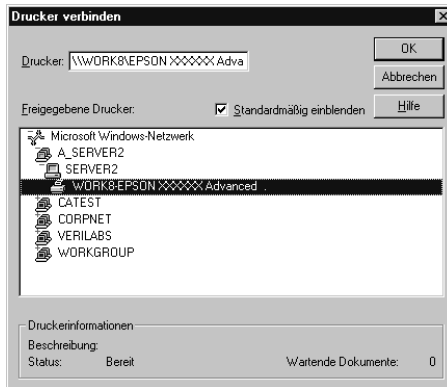 Drucker verbinden
Drucker: \\WORK8\EPSON XXXXXX Adva
OK
Abbrechen
Hilfe
Freigegebene Drucker:
Standardmäßig einblenden
Microsoft Windows-Netzwerk
A_SERVER2
SERVER2
WORK8-EPSON XXXXXX Advanced .
CATEST
CORPNET
VERILABS
WORKGROUP
Druckerinformationen
Beschreibung:
Status: Bereit Wartende Dokumente: 0